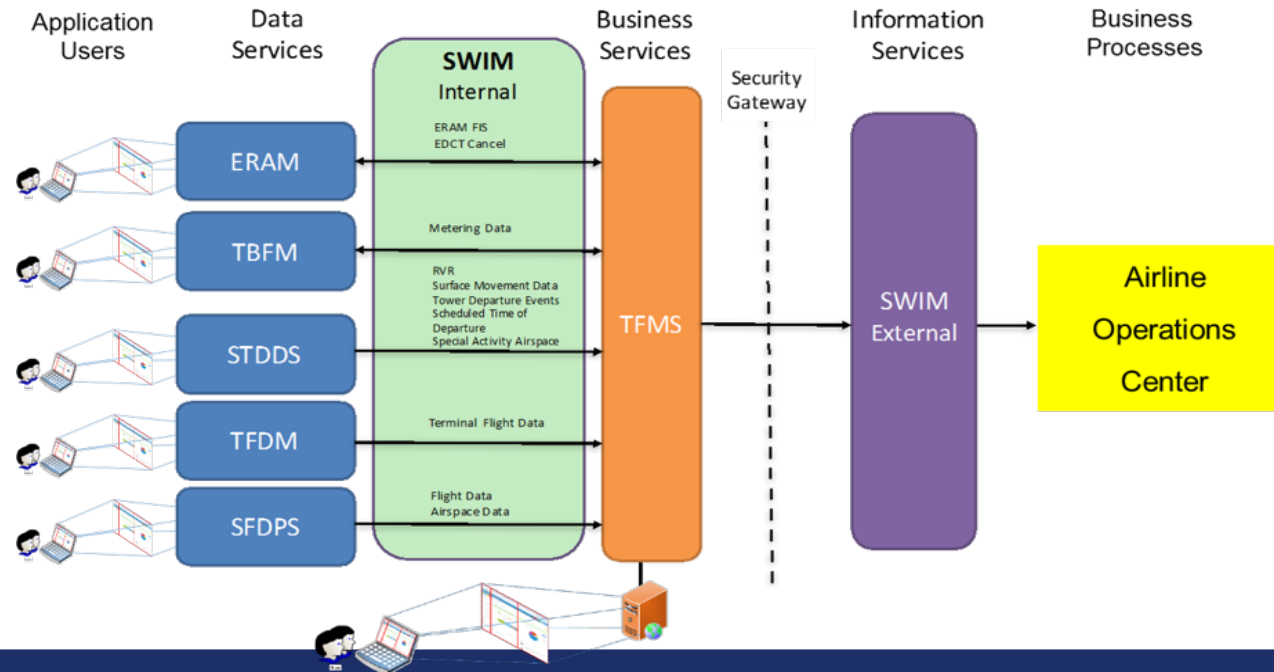 Application
Users
Data
Services
Business
Services
Information
Services
Business
Processes
SWIM
Internal
Security
Gateway
ERAM
ERAM FIS
EDCT Cancel
TBFM
Metering Data
RVR
Surface Movement Data
Tower Departure Events
Scheduled Time of
Departure
Special Activity Airspace
STDDS
TFDM
Terminal Flight Data
SFDPS
Flight Data
Airspace Data
TFMS
SWIM
External
Airline
Operations
Center